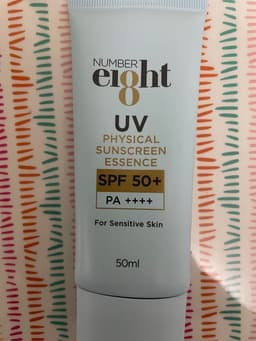 NUMBER
ei8ht
UV
PHYSICAL
SUNSCREEN
ESSENCE
SPF 50+
PA ++++
For Sensitive Skin
50ml